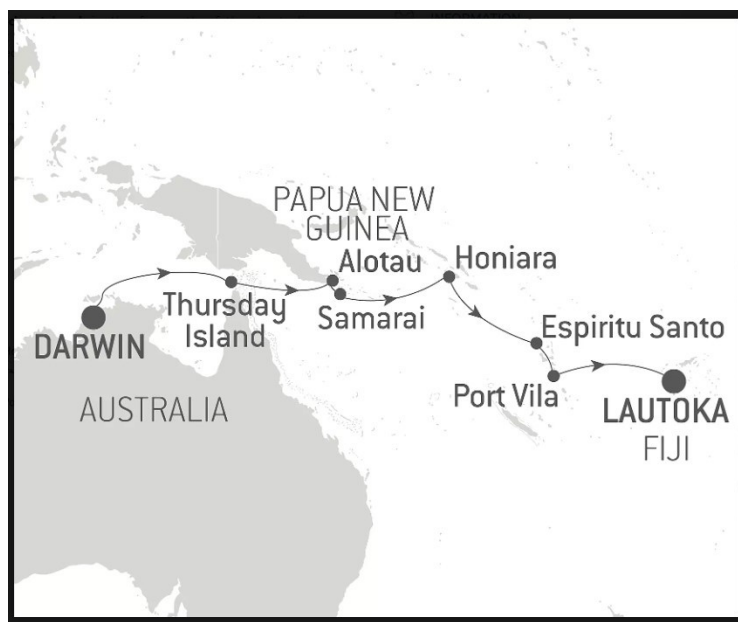 PAPUA NEW
GUINEA
Alotau
Honiara
Thursday
Island
Samarai
DARWIN
Espiritu Santo
Port Vila
AUSTRALIA
LAUTOKA
FIJI